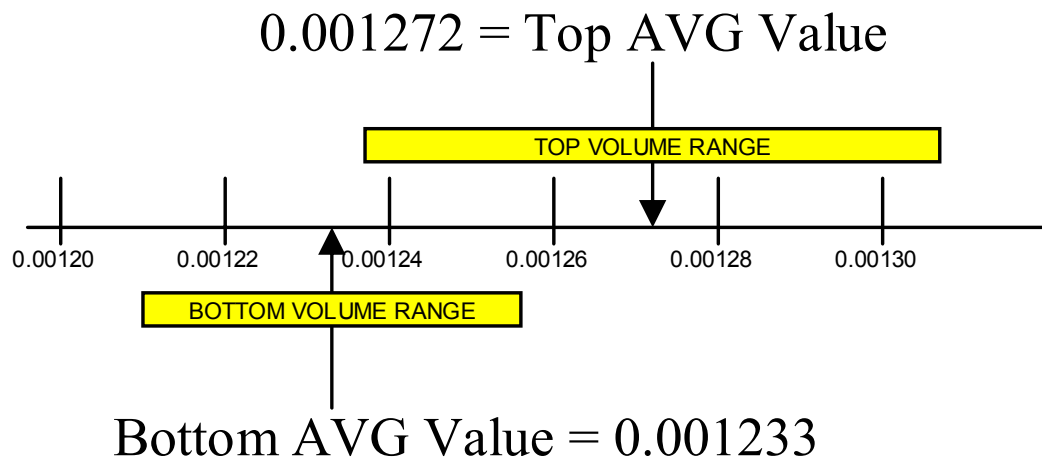 0.001272 = Top AVG Value
TOP VOLUME RANGE
0.00120 0.00122 0.00124 0.00126 0.00128 0.00130
BOTTOM VOLUME RANGE
Bottom AVG Value = 0.001233